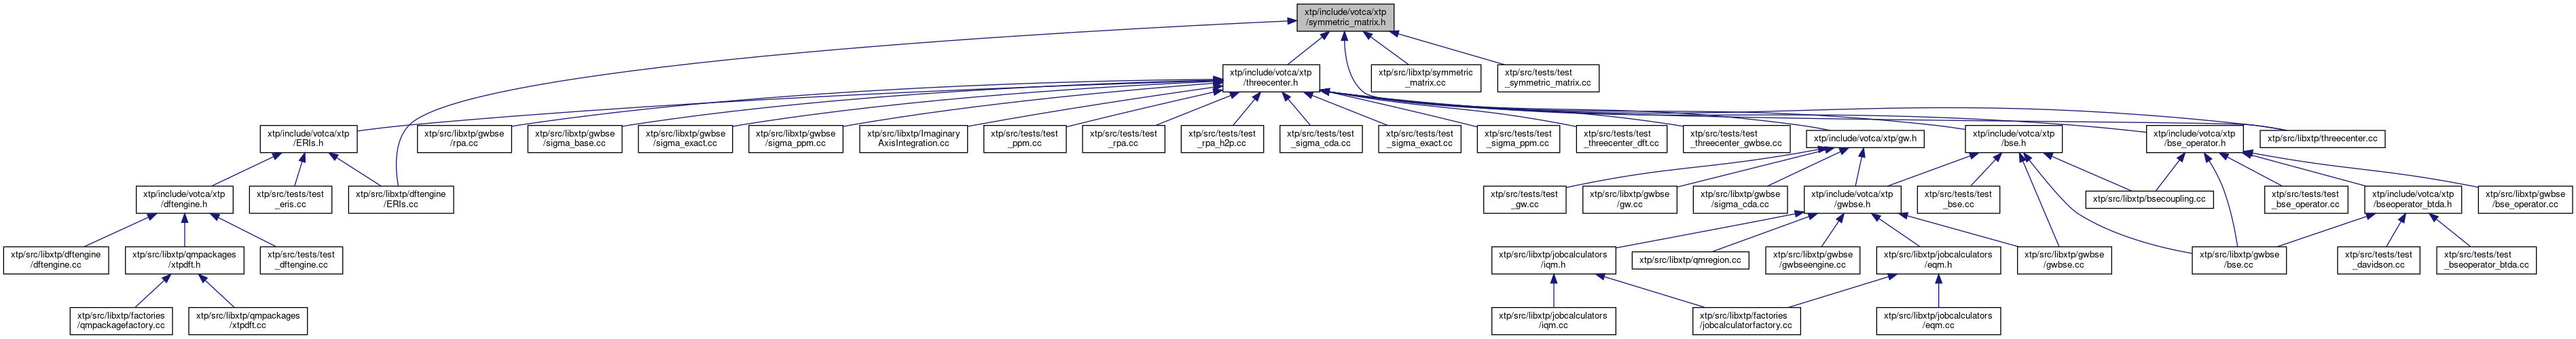 xtp/include/votca/xtp
/symmetric_matrix.h
xtp/include/votca/xtp
/threecenter.h
xtp/src/libxtp/symmetric
_matrix.cc
xtp/src/tests/test
_symmetric_matrix.cc
xtp/include/votca/xtp
/ERIs.h
xtp/src/libxtp/gwbse
/rpa.cc
xtp/src/libxtp/gwbse
/sigma_base.cc
xtp/src/libxtp/gwbse
/sigma_exact.cc
xtp/src/libxtp/gwbse
/sigma_ppm.cc
xtp/src/libxtp/Imaginary
AxisIntegration.cc
xtp/src/tests/test
_ppm.cc
xtp/src/tests/test
_rpa.cc
xtp/src/tests/test
_rpa_h2p.cc
xtp/src/tests/test
_sigma_cda.cc
xtp/src/tests/test
_sigma_exact.cc
xtp/src/tests/test
_sigma_ppm.cc
xtp/src/tests/test
_threecenter_dft.cc
xtp/src/tests/test
_threecenter_gwbse.cc
xtp/include/votca/xtp/gw.h
xtp/include/votca/xtp
/bse.h
xtp/include/votca/xtp
/bse_operator.h
xtp/src/libxtp/threecenter.cc
xtp/include/votca/xtp
/dftengine.h
xtp/src/tests/test
_eris.cc
xtp/src/libxtp/dftengine
/ERIs.cc
xtp/src/tests/test
_gw.cc
xtp/src/libxtp/gwbse
/gw.cc
xtp/src/libxtp/gwbse
/sigma_cda.cc
xtp/include/votca/xtp
/gwbse.h
xtp/src/tests/test
_bse.cc
xtp/src/libxtp/bsecoupling.cc
xtp/src/tests/test
_bse_operator.cc
xtp/include/votca/xtp
/bseoperator_btda.h
xtp/src/libxtp/gwbse
/bse_operator.cc
xtp/src/libxtp/dftengine
/dftengine.cc
xtp/src/libxtp/qmpackages
/xtpdft.h
xtp/src/tests/test
_dftengine.cc
xtp/src/libxtp/jobcalculators
/iqm.h
xtp/src/libxtp/qmregion.cc
xtp/src/libxtp/gwbse
/gwbseengine.cc
xtp/src/libxtp/jobcalculators
/eqm.h
xtp/src/libxtp/gwbse
/gwbse.cc
xtp/src/libxtp/gwbse
/bse.cc
xtp/src/tests/test
_davidson.cc
xtp/src/tests/test
_bseoperator_btda.cc
xtp/src/libxtp/factories
/qmpackagefactory.cc
xtp/src/libxtp/qmpackages
/xtpdft.cc
xtp/src/libxtp/jobcalculators
/iqm.cc
xtp/src/libxtp/factories
/jobcalculatorfactory.cc
xtp/src/libxtp/jobcalculators
/eqm.cc